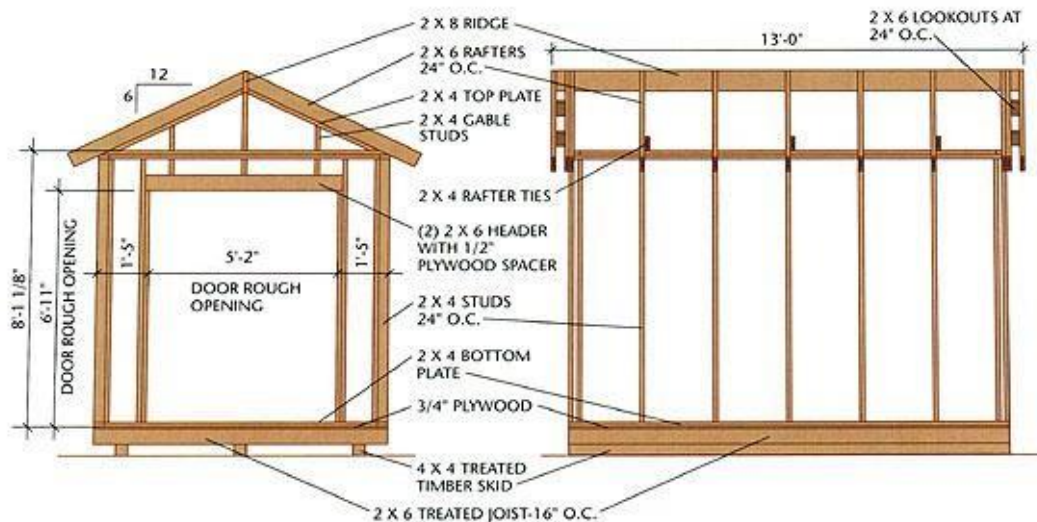 2 X 8 RIDGE
2 X 6 RAFTERS
24" O.C.
2 X 4 TOP PLATE
2 X 4 GABLE
STUDS
2 X 4 RAFTER TIES
(2) 2 X 6 HEADER
WITH 1/2"
PLYWOOD SPACER
2 X 4 STUDS
24" O.C.
2 X 4 BOTTOM
PLATE
3/4" PLYWOOD
4 X 4 TREATED
TIMBER SKID
2 X 6 TREATED JOIST-16" O.C.
12
6
8'-1 1/8"
6'-11"
DOOR ROUGH OPENING
1'-5"
5'-2"
1'-5"
DOOR ROUGH
OPENING
13'-0"
2 X 6 LOOKOUTS AT
24" O.C.